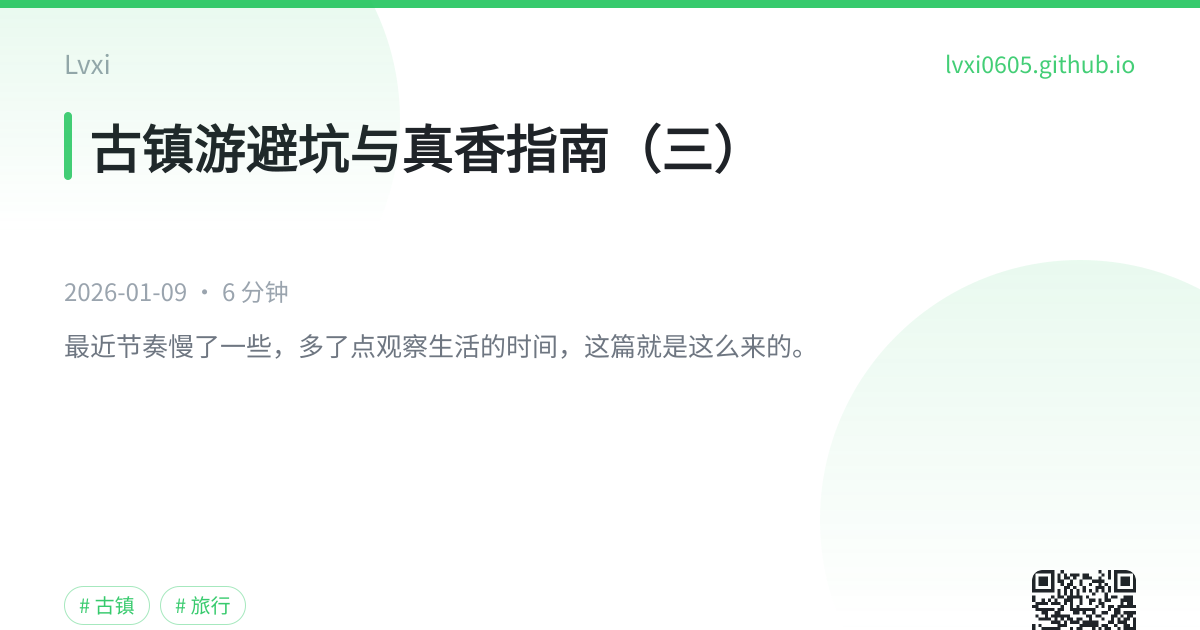 Lvxi
lvxi0605.github.io
古镇游避坑与真香指南（三）
2026-01-09 · 6 分钟
最近节奏慢了一些，多了点观察生活的时间，这篇就是这么来的。
# 古镇
# 旅行